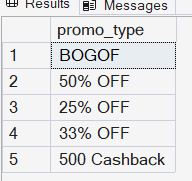 Results Messages
promo_type
1 BOGOF
2 50% OFF
3 25% OFF
4 33% OFF
5 500 Cashback